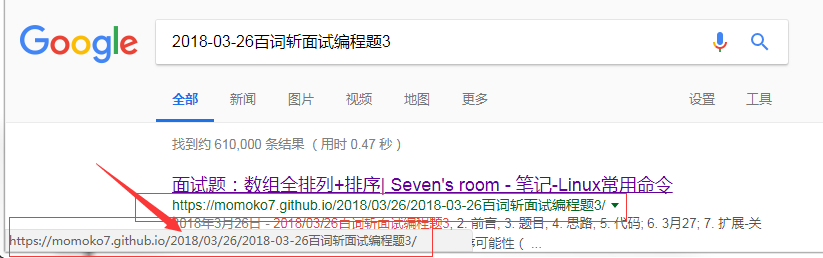 Google 2018-03-26百词斩面试编程题3
全部 新闻 图片 视频 地图 更多 设置 工具
找到约 610,000 条结果 （用时 0.47 秒）
面试题：数组全排列+排序| Seven's room - 笔记-Linux常用命令
https://momoko7.github.io/2018/03/26/2018-03-26百词斩面试编程题3/
2018年3月26日 - 2018/03/26百词斩面试编程题3, 2. 前言; 3. 题目; 4. 思路; 5. 代码; 6. 3月27; 7. 扩展-关
https://momoko7.github.io/2018/03/26/2018-03-26百词斩面试编程题3/
序可能性（ ...